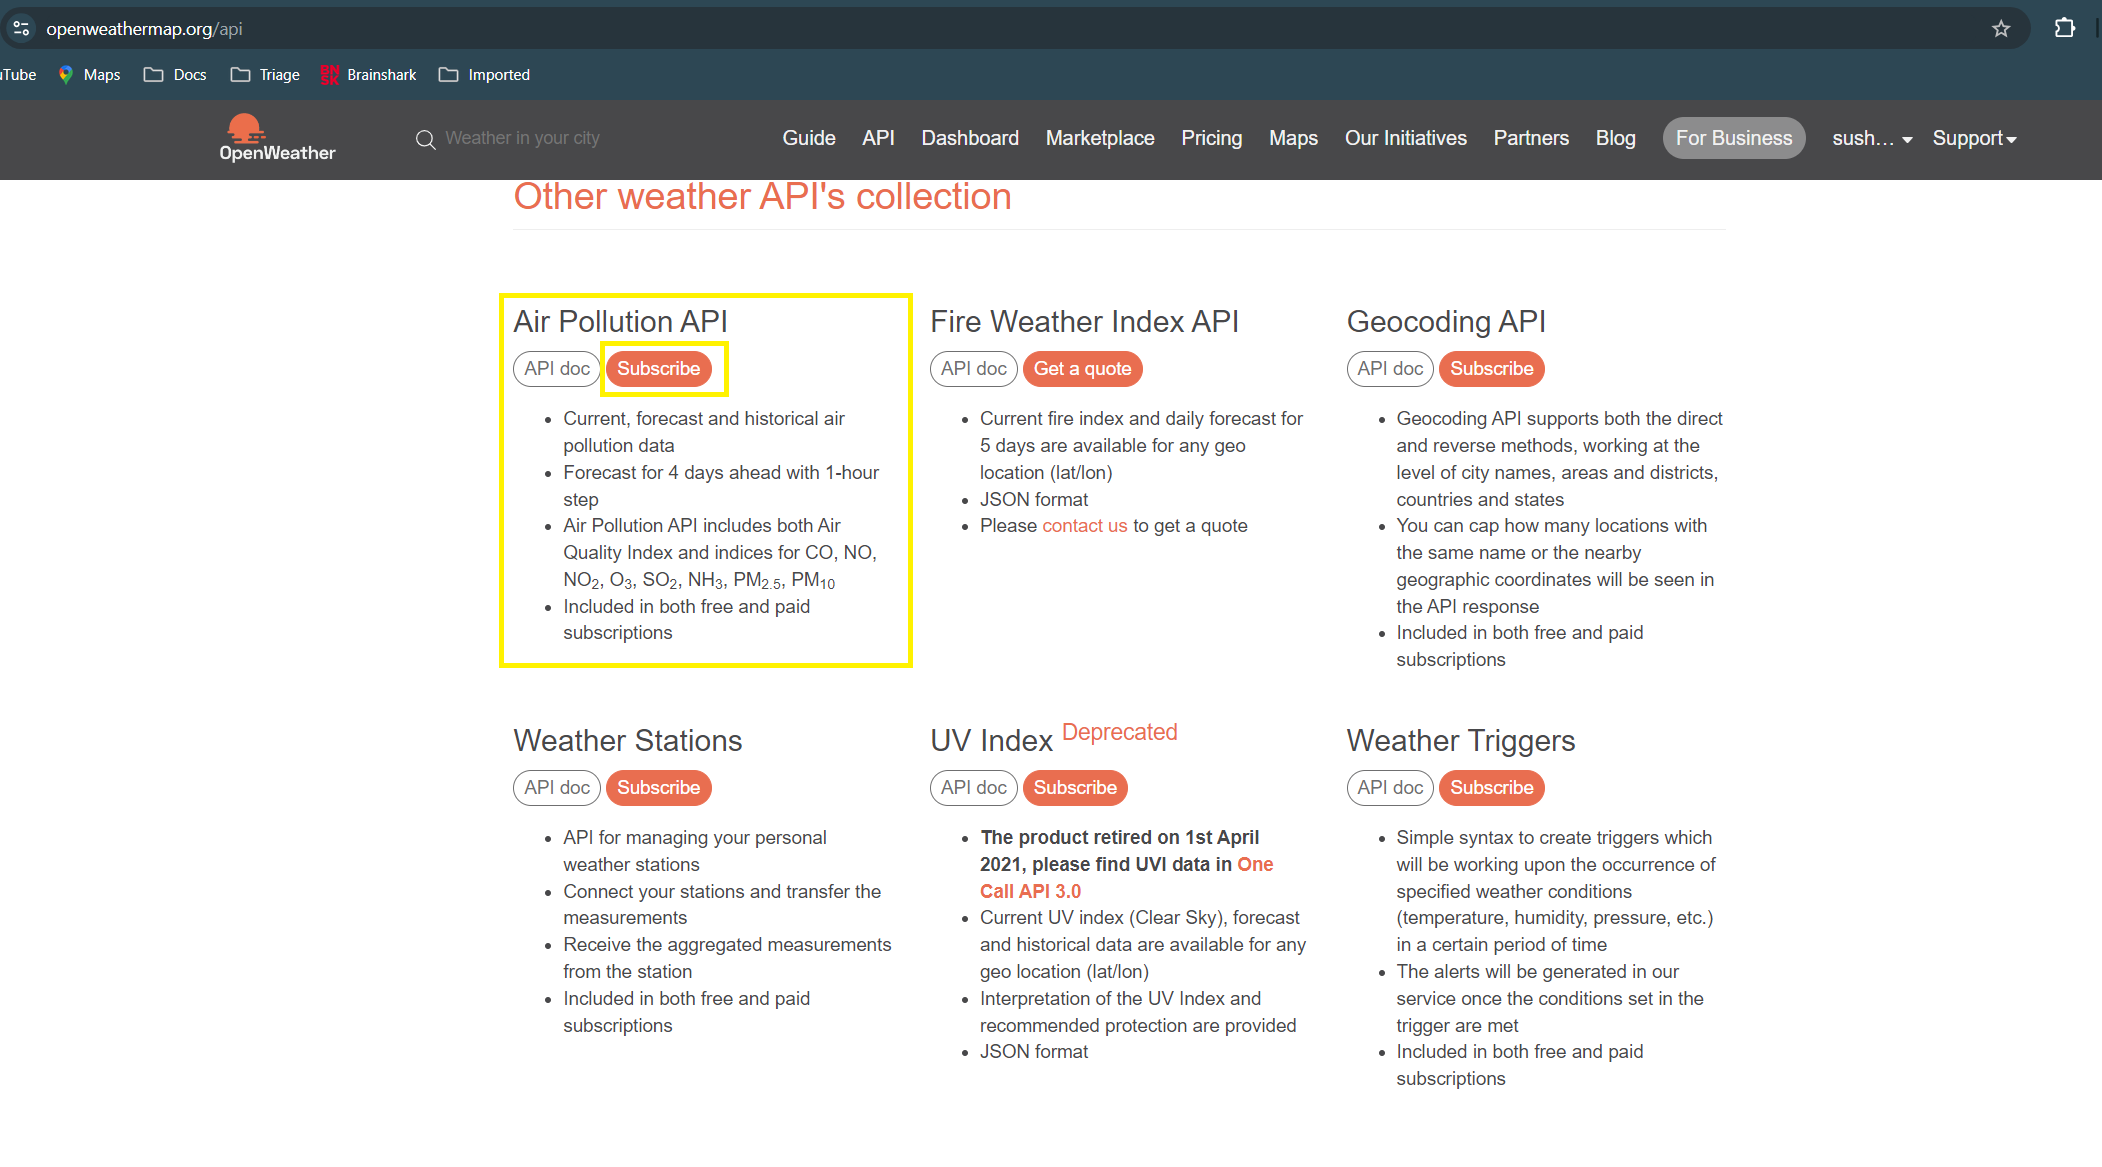 openweathermap.org/api
uTube Maps Docs Triage BNSK Brainshark Imported
OpenWeather
Weather in your city
Guide API Dashboard Marketplace Pricing Maps Our Initiatives Partners Blog For Business sush... Support
Other weather API's collection
Air Pollution API
API doc Subscribe
Current, forecast and historical air
pollution data
Forecast for 4 days ahead with 1-hour
step
Air Pollution API includes both Air
Quality Index and indices for CO, NO,
NO2, O3, SO2, NH3, PM2.5, PM10
Included in both free and paid
subscriptions
Fire Weather Index API
API doc Get a quote
Current fire index and daily forecast for
5 days are available for any geo
location (lat/lon)
JSON format
Please contact us to get a quote
Geocoding API
API doc Subscribe
Geocoding API supports both the direct
and reverse methods, working at the
level of city names, areas and districts,
countries and states
You can cap how many locations with
the same name or the nearby
geographic coordinates will be seen in
the API response
Included in both free and paid
subscriptions
Weather Stations
API doc Subscribe
API for managing your personal
weather stations
Connect your stations and transfer the
measurements
Receive the aggregated measurements
from the station
Included in both free and paid
subscriptions
UV Index Deprecated
API doc Subscribe
The product retired on 1st April
2021, please find UVI data in One
Call API 3.0
Current UV index (Clear Sky), forecast
and historical data are available for any
geo location (lat/lon)
Interpretation of the UV Index and
recommended protection are provided
JSON format
Weather Triggers
API doc Subscribe
Simple syntax to create triggers which
will be working upon the occurrence of
specified weather conditions
(temperature, humidity, pressure, etc.)
in a certain period of time
The alerts will be generated in our
service once the conditions set in the
trigger are met
Included in both free and paid
subscriptions